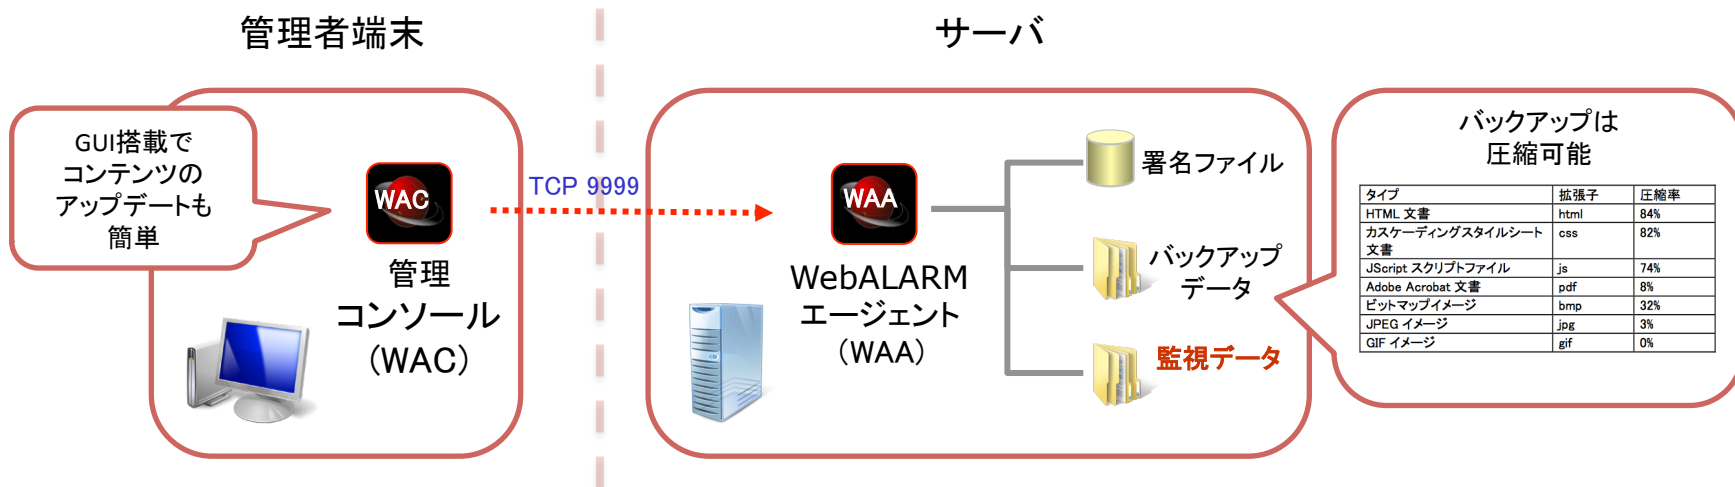 管理者端末
サーバ
GUI搭載で
コンテンツの
アップデートも
簡単
WAC
管理
コンソール
（WAC）
TCP 9999
WAA
WebALARM
エージェント
（WAA）
署名ファイル
バックアップ
データ
監視データ
バックアップは
圧縮可能
タイプ 拡張子 圧縮率
HTML 文書 html 84%
カスケーディングスタイルシート
文書 css 82%
JScript スクリプトファイル js 74%
Adobe Acrobat 文書 pdf 8%
ビットマップイメージ bmp 32%
JPEG イメージ jpg 3%
GIF イメージ gif 0%